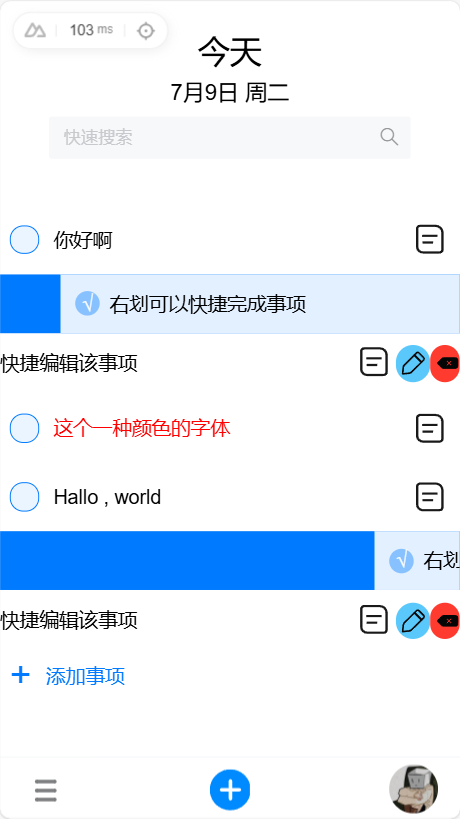 103 ms
今天
7月9日 周二
快速搜索
你好啊
右划可以快捷完成事项
快捷编辑该事项
这个一种颜色的字体
Hallo , world
右划
快捷编辑该事项
添加事项